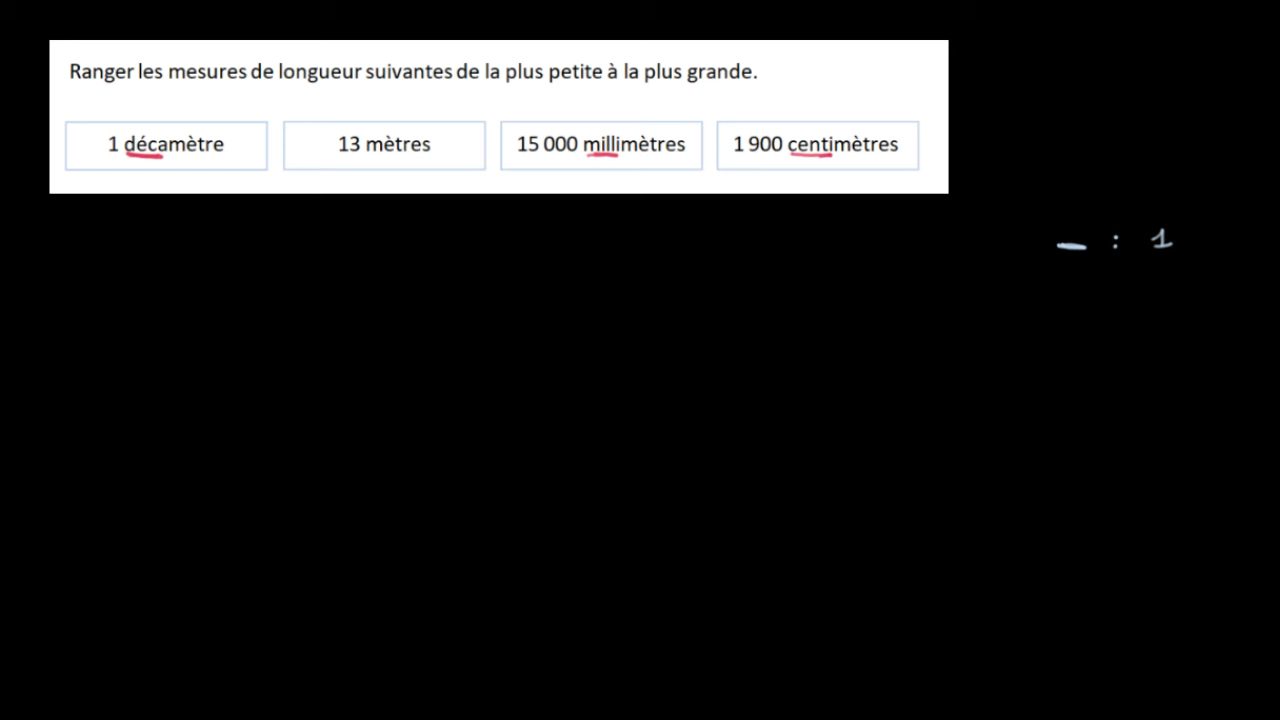 Ranger les mesures de longueur suivantes de la plus petite à la plus grande.
1 décamètre 13 mètres 15 000 millimètres 1 900 centimètres
— : 1